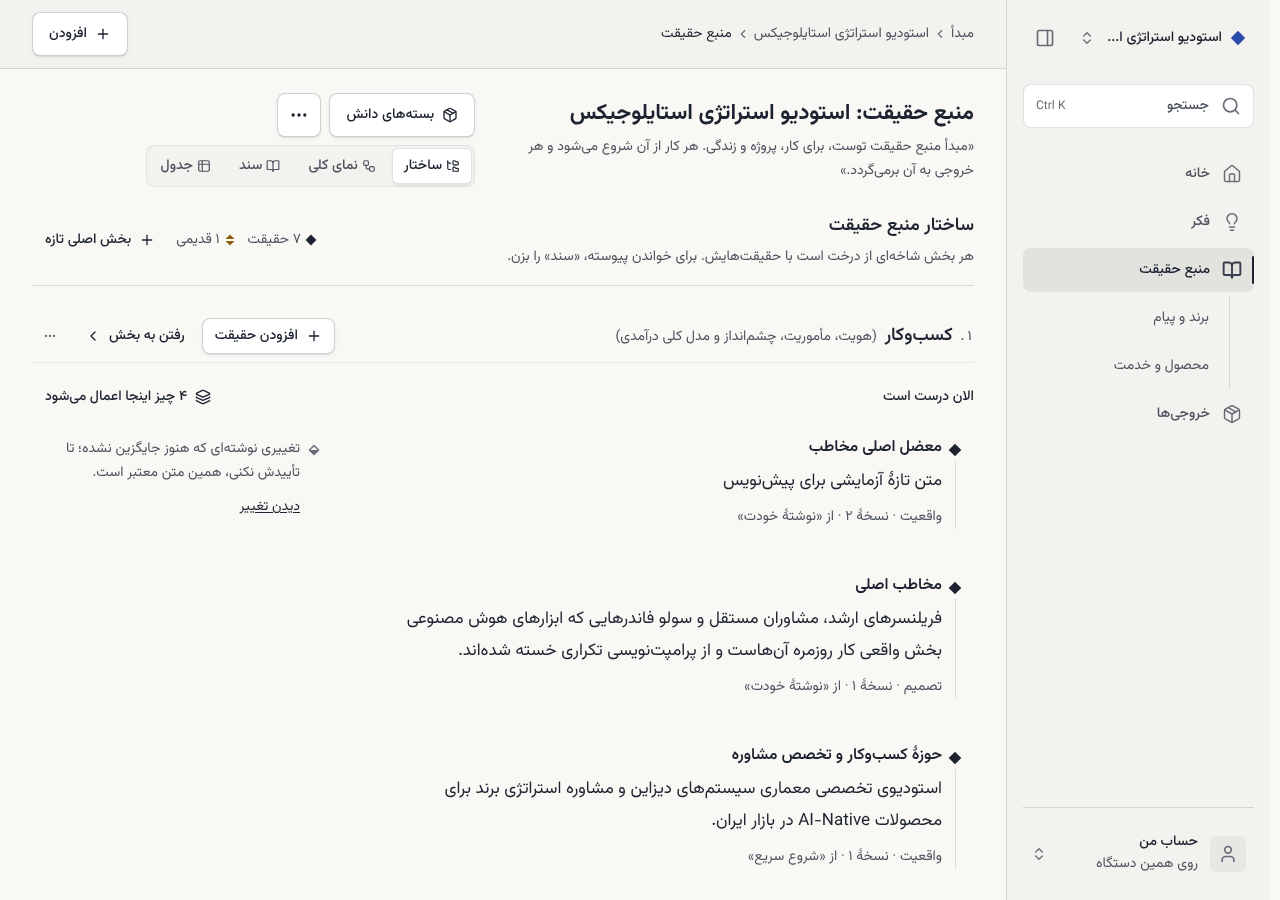 استودیو استراتژی ا...
جستجو
Ctrl K
خانه
فکر
منبع حقیقت
برند و پیام
محصول و خدمت
خروجی‌ها
حساب من
روی همین دستگاه
مبدأ › استودیو استراتژی استایلوجیکس › منبع حقیقت
افزودن
منبع حقیقت: استودیو استراتژی استایلوجیکس
«مبدأ منبع حقیقت توست، برای کار، پروژه و زندگی. هر کار از آن شروع می‌شود و هر
خروجی به آن برمی‌گردد.»
بسته‌های دانش
ساختار
نمای کلی
سند
جدول
ساختار منبع حقیقت
هر بخش شاخه‌ای از درخت است با حقیقت‌هایش. برای خواندن پیوسته، «سند» را بزن.
۷ حقیقت
۱ قدیمی
بخش اصلی تازه
۱. کسب‌وکار (هویت، مأموریت، چشم‌انداز و مدل کلی درآمدی)
افزودن حقیقت
رفتن به بخش
الان درست است
۴ چیز اینجا اعمال می‌شود
معضل اصلی مخاطب
متن تازهٔ آزمایشی برای پیش‌نویس
واقعیت · نسخهٔ ۲ · از «نوشتهٔ خودت»
تغییری نوشته‌ای که هنوز جایگزین نشده؛ تا
تأییدش نکنی، همین متن معتبر است.
دیدن تغییر
مخاطب اصلی
فریلنسرهای ارشد، مشاوران مستقل و سولو فاندرهایی که ابزارهای هوش مصنوعی
بخش واقعی کار روزمره آن‌هاست و از پرامپت‌نویسی تکراری خسته شده‌اند.
تصمیم · نسخهٔ ۱ · از «نوشتهٔ خودت»
حوزهٔ کسب‌وکار و تخصص مشاوره
استودیوی تخصصی معماری سیستم‌های دیزاین و مشاوره استراتژی برند برای
محصولات AI-Native در بازار ایران.
واقعیت · نسخهٔ ۱ · از «شروع سریع»